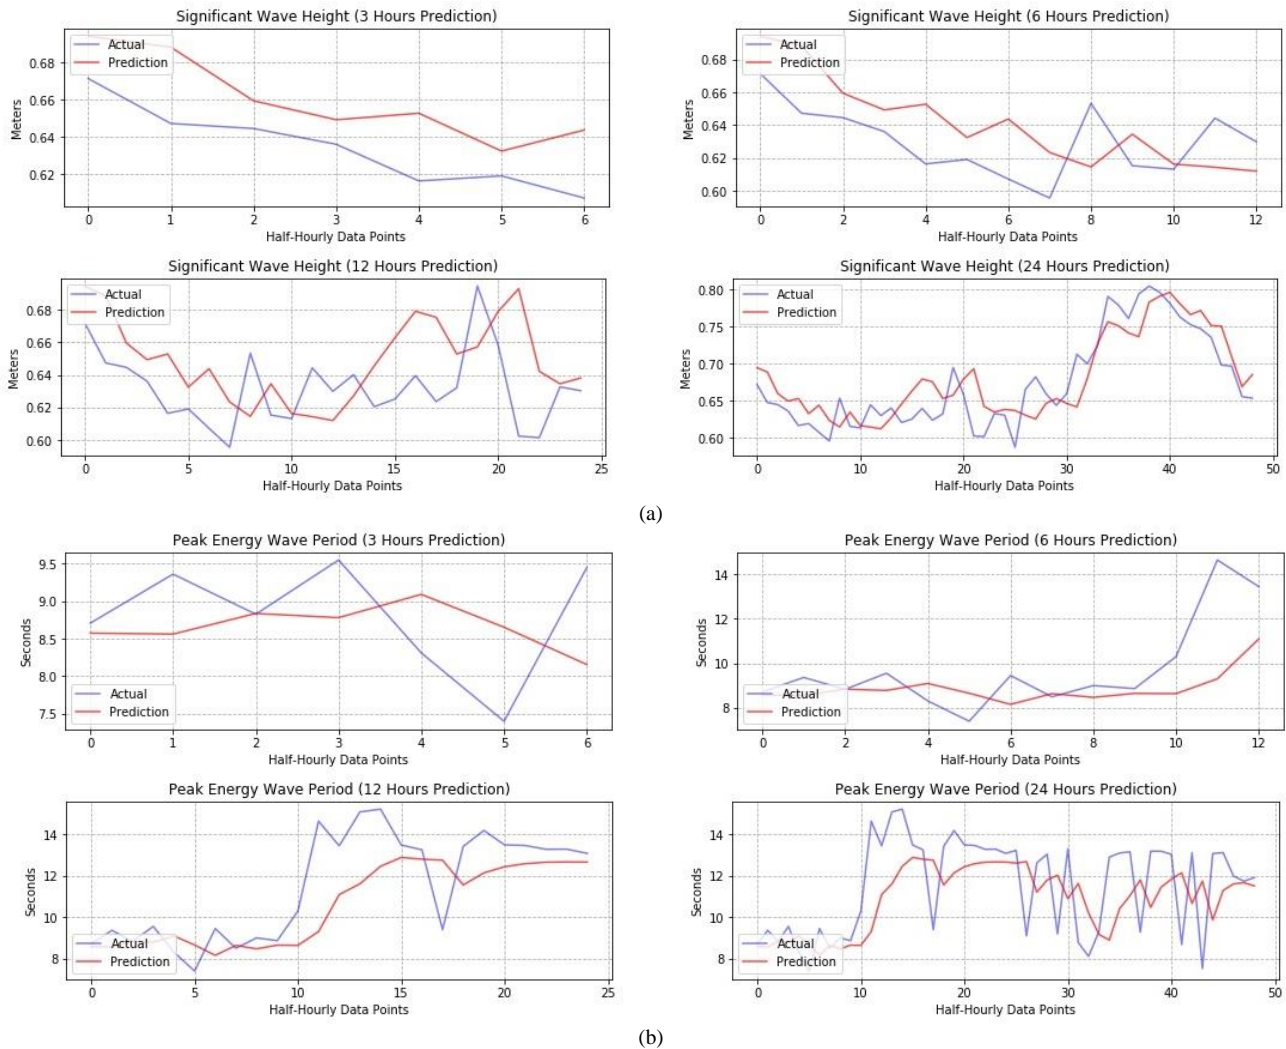 Significant Wave Height (3 Hours Prediction)
Actual
Prediction
0.68
0.66
0.64
0.62
Meters
0 1 2 3 4 5 6
Half-Hourly Data Points
Significant Wave Height (6 Hours Prediction)
Actual
Prediction
0.68
0.66
0.64
0.62
0.60
Meters
0 2 4 6 8 10 12
Half-Hourly Data Points
Significant Wave Height (12 Hours Prediction)
Actual
Prediction
0.68
0.66
0.64
0.62
0.60
Meters
0 5 10 15 20 25
Half-Hourly Data Points
Significant Wave Height (24 Hours Prediction)
Actual
Prediction
0.80
0.75
0.70
0.65
0.60
Meters
0 10 20 30 40 50
Half-Hourly Data Points
(a)
Peak Energy Wave Period (3 Hours Prediction)
9.5
9.0
8.5
8.0
7.5
Seconds
Actual
Prediction
0 1 2 3 4 5 6
Half-Hourly Data Points
Peak Energy Wave Period (6 Hours Prediction)
14
12
10
8
Seconds
Actual
Prediction
0 2 4 6 8 10 12
Half-Hourly Data Points
Peak Energy Wave Period (12 Hours Prediction)
14
12
10
8
Seconds
Actual
Prediction
0 5 10 15 20 25
Half-Hourly Data Points
Peak Energy Wave Period (24 Hours Prediction)
14
12
10
8
Seconds
Actual
Prediction
0 10 20 30 40 50
Half-Hourly Data Points
(b)